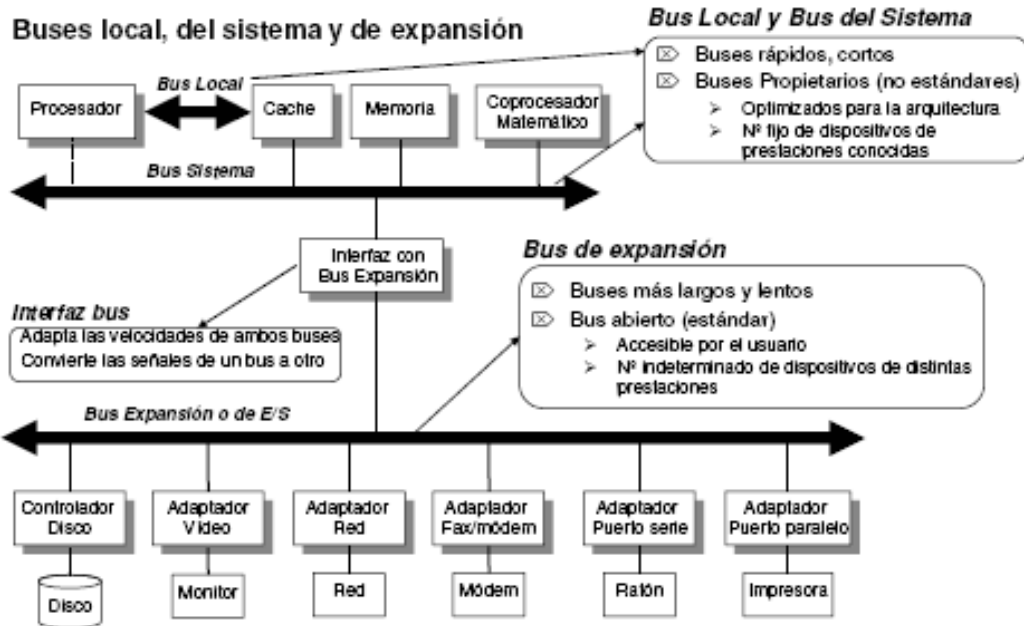 Buses local, del sistema y de expansión
Bus Local y Bus del Sistema
Buses rápidos, cortos
Buses Propietarios (no estándares)
Optimizados para la arquitectura
Nº fijo de dispositivos de
prestaciones conocidas
Bus Local
Procesador
Cache
Memoria
Coprocesador
Matemático
Bus Sistema
Interfaz con
Bus Expansión
Bus de expansión
Buses más largos y lentos
Bus abierto (estándar)
Accesible por el usuario
Nº indeterminado de dispositivos de distintas
prestaciones
Interfaz bus
Adapta las velocidades de ambos buses
Convierte las señales de un bus a otro
Bus Expansión o de E/S
Controlador
Disco
Adaptador
Vídeo
Adaptador
Red
Adaptador
Fax/módem
Adaptador
Puerto serie
Adaptador
Puerto paralelo
Disco
Monitor
Red
Módem
Ratón
Impresora